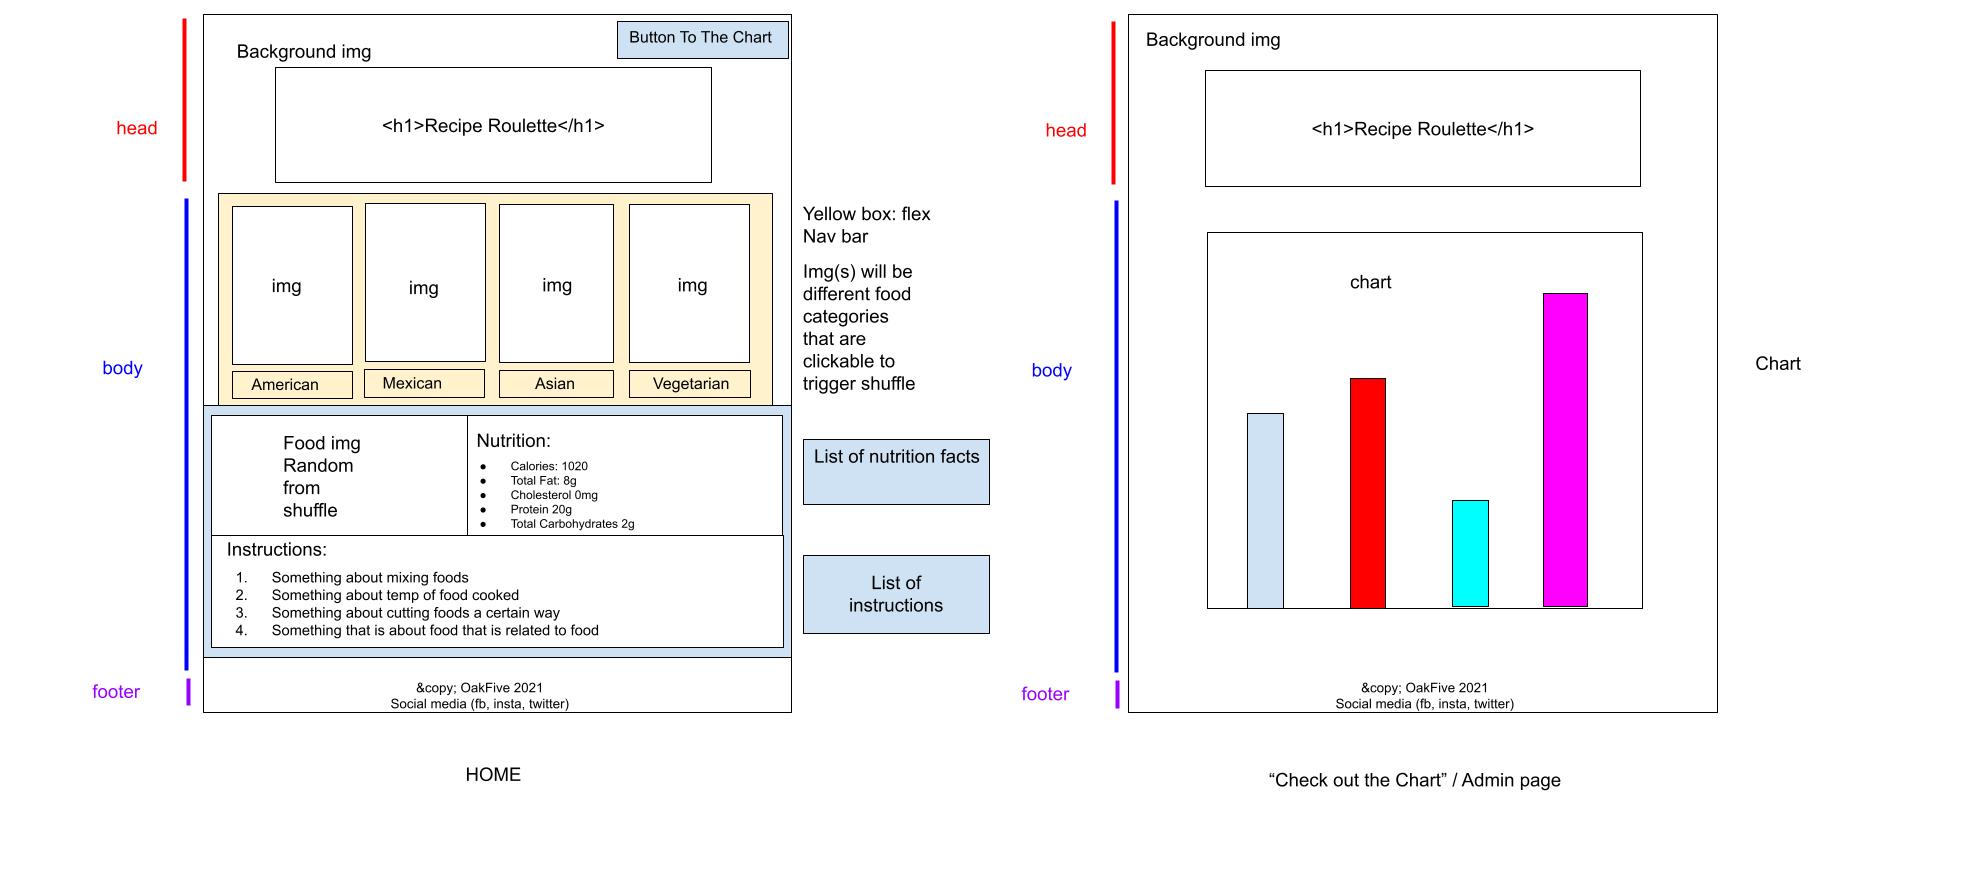 Button To The Chart
Background img
<h1>Recipe Roulette</h1>
head
img
img
img
img
American
Mexican
Asian
Vegetarian
body
Yellow box: flex
Nav bar
Img(s) will be
different food
categories
that are
clickable to
trigger shuffle
Food img
Random
from
shuffle
Nutrition:
● Calories: 1020
● Total Fat: 8g
● Cholesterol 0mg
● Protein 20g
● Total Carbohydrates 2g
List of nutrition facts
Instructions:
1. Something about mixing foods
2. Something about temp of food cooked
3. Something about cutting foods a certain way
4. Something that is about food that is related to food
List of
instructions
footer
&copy; OakFive 2021
Social media (fb, insta, twitter)
HOME
Background img
<h1>Recipe Roulette</h1>
head
chart
body
Chart
footer
&copy; OakFive 2021
Social media (fb, insta, twitter)
“Check out the Chart” / Admin page